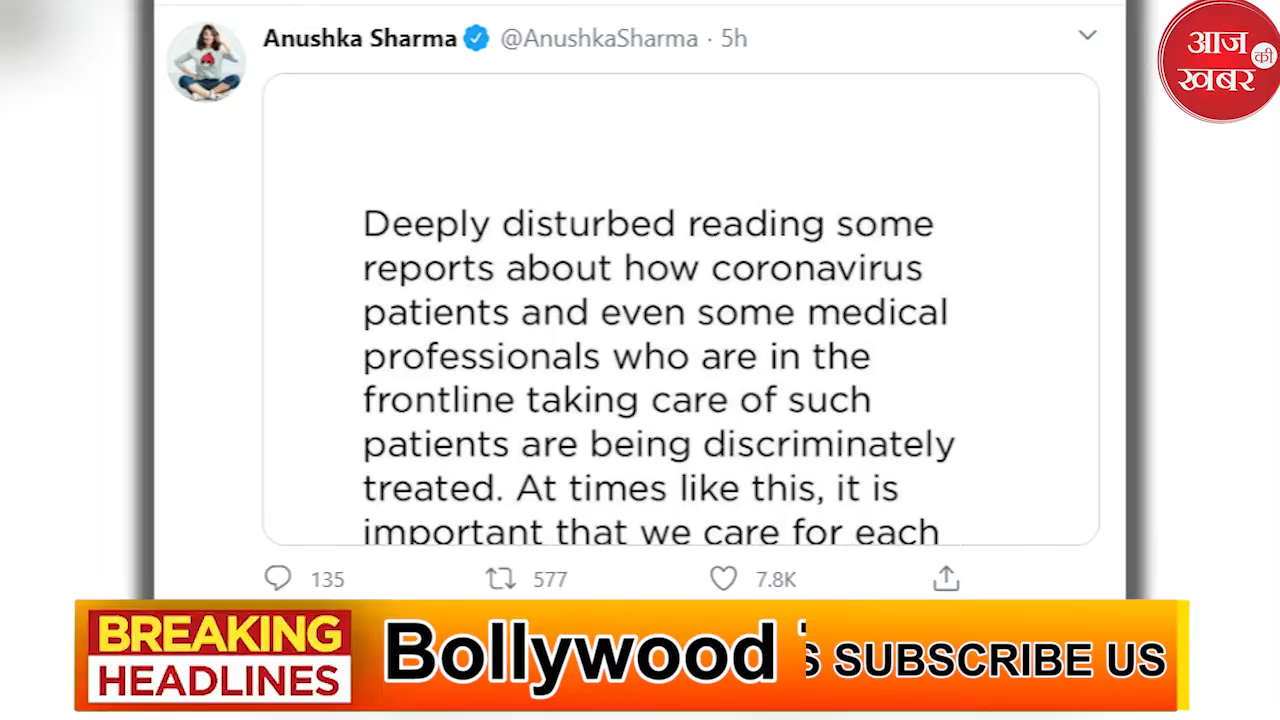 Anushka Sharma @AnushkaSharma · 5h
आज
की
खबर
Deeply disturbed reading some
reports about how coronavirus
patients and even some medical
professionals who are in the
frontline taking care of such
patients are being discriminately
treated. At times like this, it is
important that we care for each
135 577 7.8K
BREAKING
HEADLINES
Bollywood
S SUBSCRIBE US